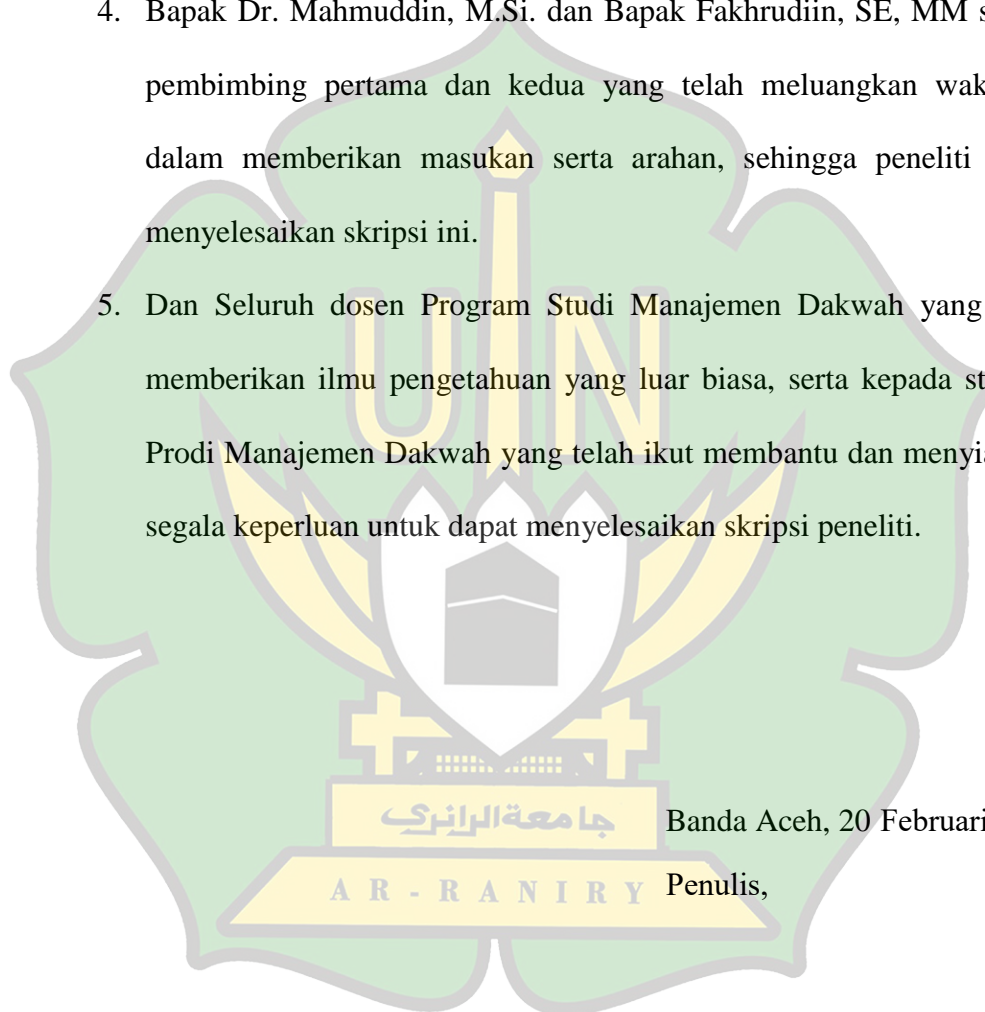 4. Bapak Dr. Mahmuddin, M.Si. dan Bapak Fakhrudiin, SE, MM s
pembimbing pertama dan kedua yang telah meluangkan wak
dalam memberikan masukan serta arahan, sehingga peneliti
menyelesaikan skripsi ini.
5. Dan Seluruh dosen Program Studi Manajemen Dakwah yang
memberikan ilmu pengetahuan yang luar biasa, serta kepada st
Prodi Manajemen Dakwah yang telah ikut membantu dan menyia
segala keperluan untuk dapat menyelesaikan skripsi peneliti.
UIN
جامعةالرانري
Banda Aceh, 20 Februari
AR-RANIRY
Penulis,